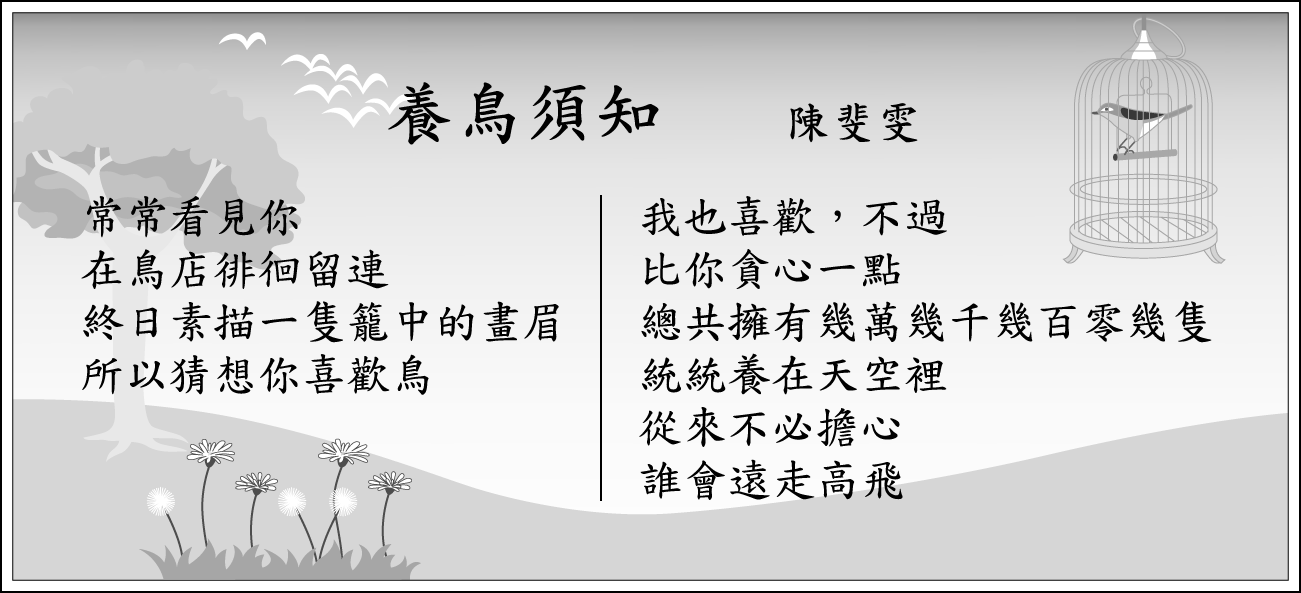 養鳥須知 陳斐雯
常常看見你
在鳥店徘徊留連
終日素描一隻籠中的畫眉
所以猜想你喜歡鳥
我也喜歡，不過
比你貪心一點
總共擁有幾萬幾千幾百零幾隻
統統養在天空裡
從來不必擔心
誰會遠走高飛